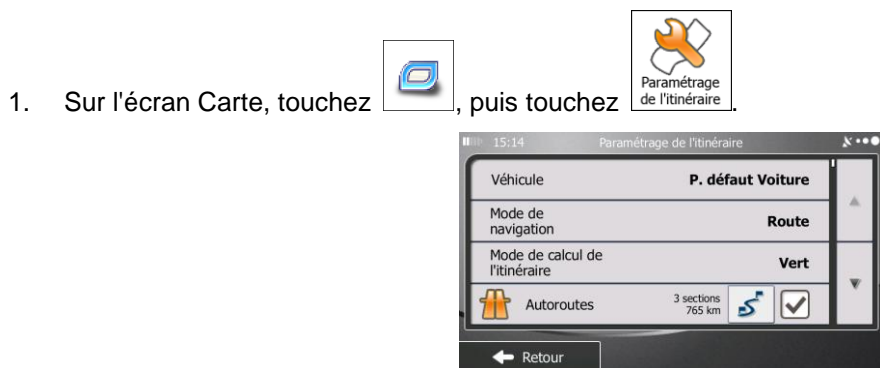 1. Sur l'écran Carte, touchez , puis touchez Paramétrage de l'itinéraire.
15:14 Paramétrage de l'itinéraire
Véhicule P. défaut Voiture
Mode de navigation Route
Mode de calcul de l'itinéraire Vert
Autoroutes 3 sections 765 km
Retour